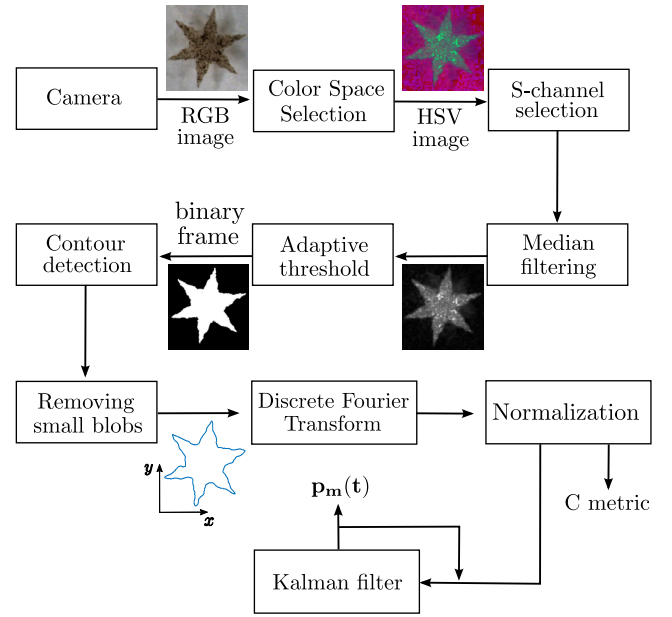 Camera
RGB
image
Color Space
Selection
HSV
image
S-channel
selection
Contour
detection
binary
frame
Adaptive
threshold
Median
filtering
Removing
small blobs
y
x
Discrete Fourier
Transform
Normalization
C metric
p_m(t)
Kalman filter